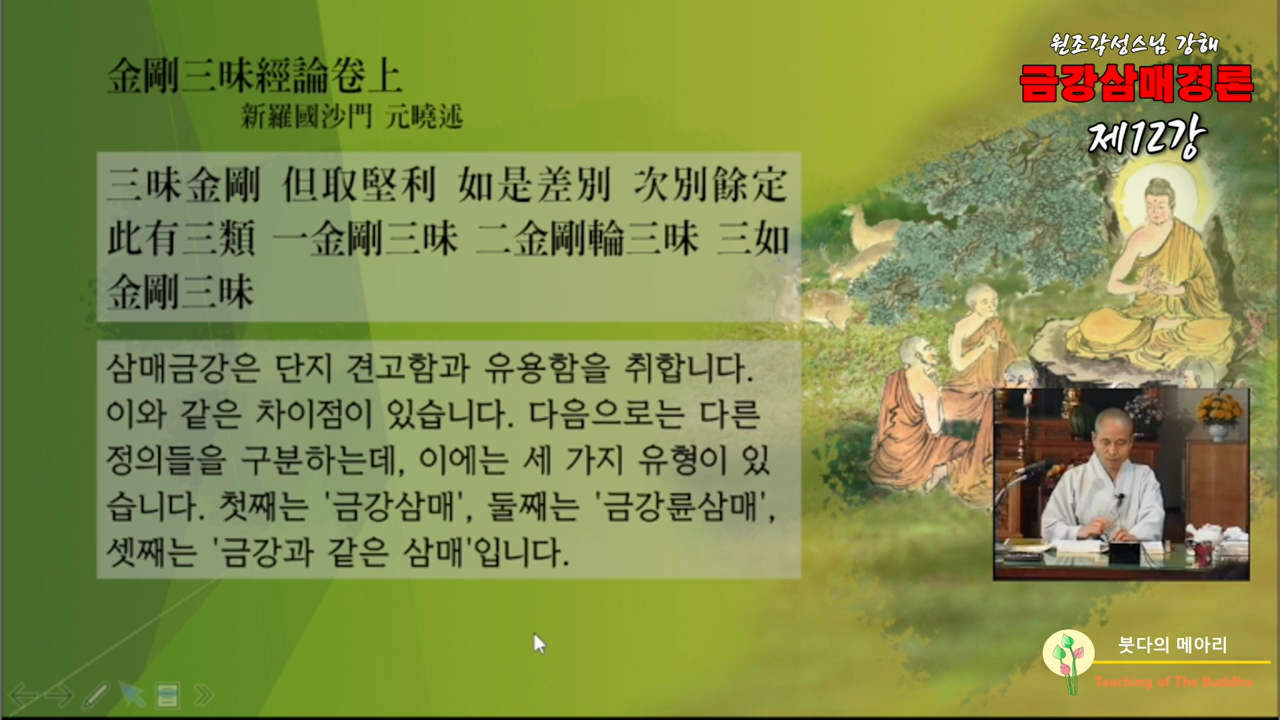 金剛三昧經論卷上
新羅國沙門 元曉述
三昧金剛 但取堅利 如是差別 次別餘定
此有三類 一金剛三昧 二金剛輪三昧 三如
金剛三昧
삼매금강은 단지 견고함과 유용함을 취합니다.
이와 같은 차이점이 있습니다. 다음으로는 다른
정의들을 구분하는데, 이에는 세 가지 유형이 있
습니다. 첫째는 '금강삼매', 둘째는 '금강륜삼매',
셋째는 '금강과 같은 삼매'입니다.
원조각성스님 강해
금강삼매경론
제12강
붓다의 메아리
Teaching of The Buddha